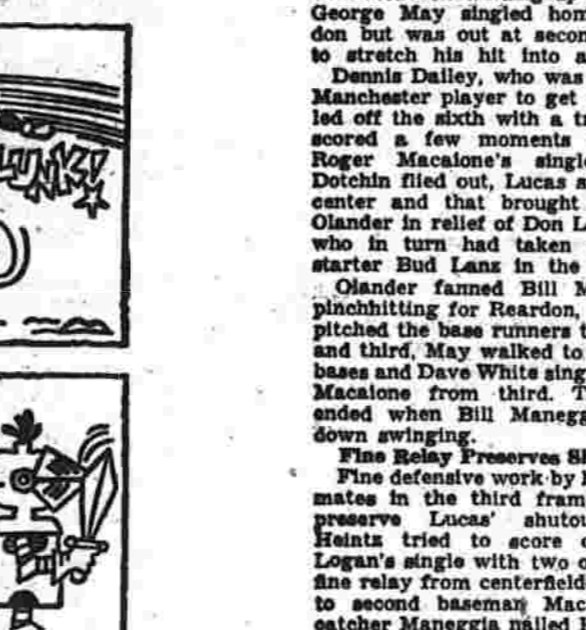 LUNK!
George May singled hom
don but was out at secon
to stretch his hit into a
Dennis Dailey, who was
Manchester player to get
led off the sixth with a tr
scored a few moments
Roger Macaione's single
Dotchin flied out, Lucas s
center and that brought
Olander in relief of Don L
who in turn had taken
starter Bud Lanz in the
Olander fanned Bill M
pinchhitting for Reardon,
pitched the base runners t
and third, May walked to
bases and Dave White sing
Macaione from third. T
ended when Bill Manegg
down swinging.
Fine Relay Preserves Sh
Fine defensive work by
mates in the third fram
preserve Lucas' shutou
Heintz tried to score
Logan's single with two o
fine relay from centerfield
to second baseman Mac
catcher Maneggia nailed